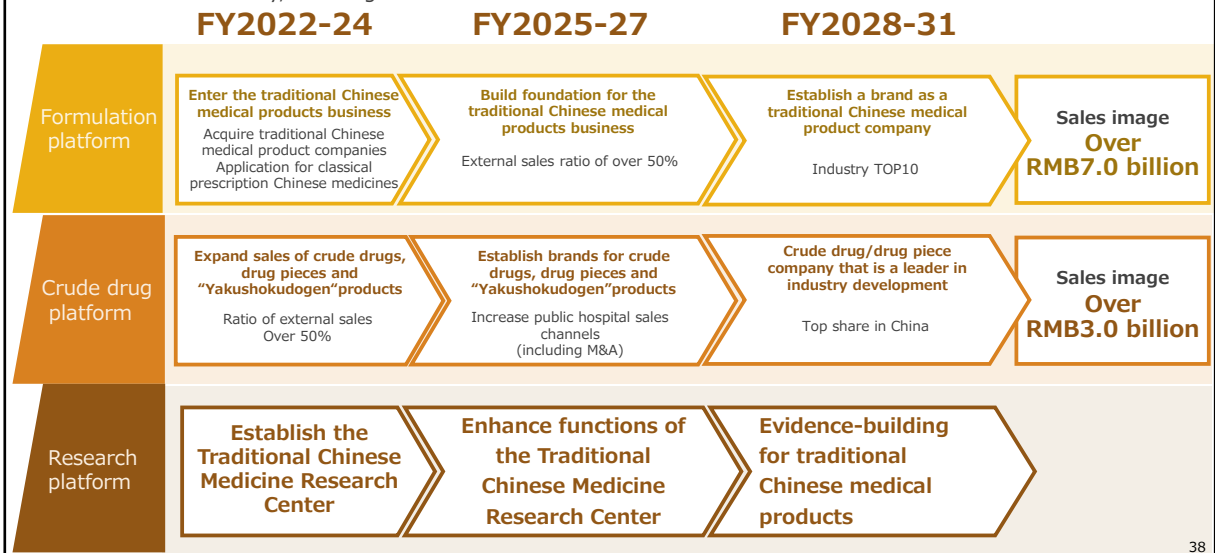 FY2022-24
FY2025-27
FY2028-31
Formulation
platform
Enter the traditional Chinese
medical products business
Acquire traditional Chinese
medical product companies
Application for classical
prescription Chinese medicines
Build foundation for the
traditional Chinese medical
products business
External sales ratio of over 50%
Establish a brand as a
traditional Chinese medical
product company
Industry TOP10
Sales image
Over
RMB7.0 billion
Crude drug
platform
Expand sales of crude drugs,
drug pieces and
“Yakushokudogen“products
Ratio of external sales
Over 50%
Establish brands for crude
drugs, drug pieces and
“Yakushokudogen”products
Increase public hospital sales
channels
(including M&A)
Crude drug/drug piece
company that is a leader in
industry development
Top share in China
Sales image
Over
RMB3.0 billion
Research
platform
Establish the
Traditional Chinese
Medicine Research
Center
Enhance functions of
the Traditional
Chinese Medicine
Research Center
Evidence-building
for traditional
Chinese medical
products
38